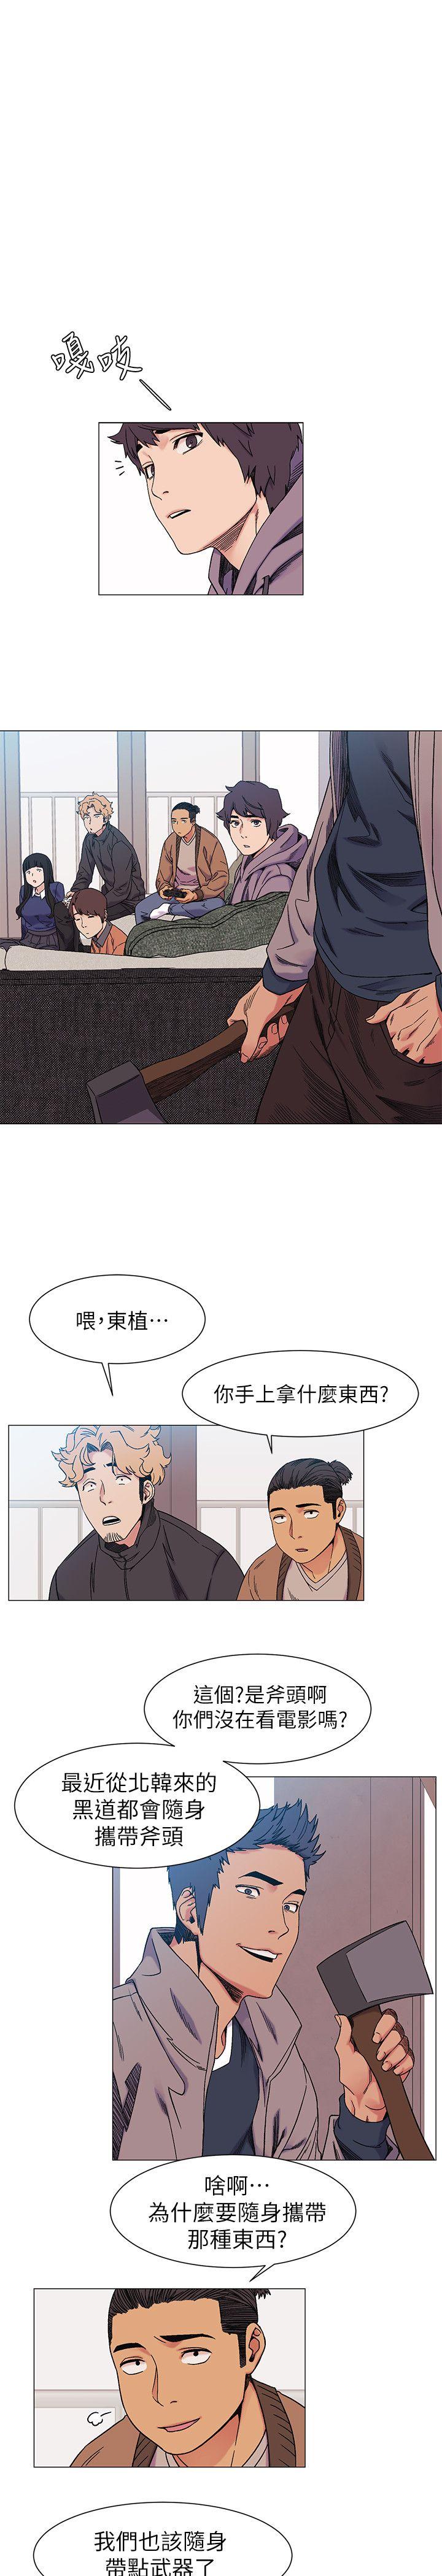 嘎吱
喂，東植…
你手上拿什麼東西?
這個?是斧頭啊
你們沒在看電影嗎?
最近從北韓來的
黑道都會隨身
攜帶斧頭
啥啊…
為什麼要隨身攜帶
那種東西?
我們也該隨身
帶點武器了